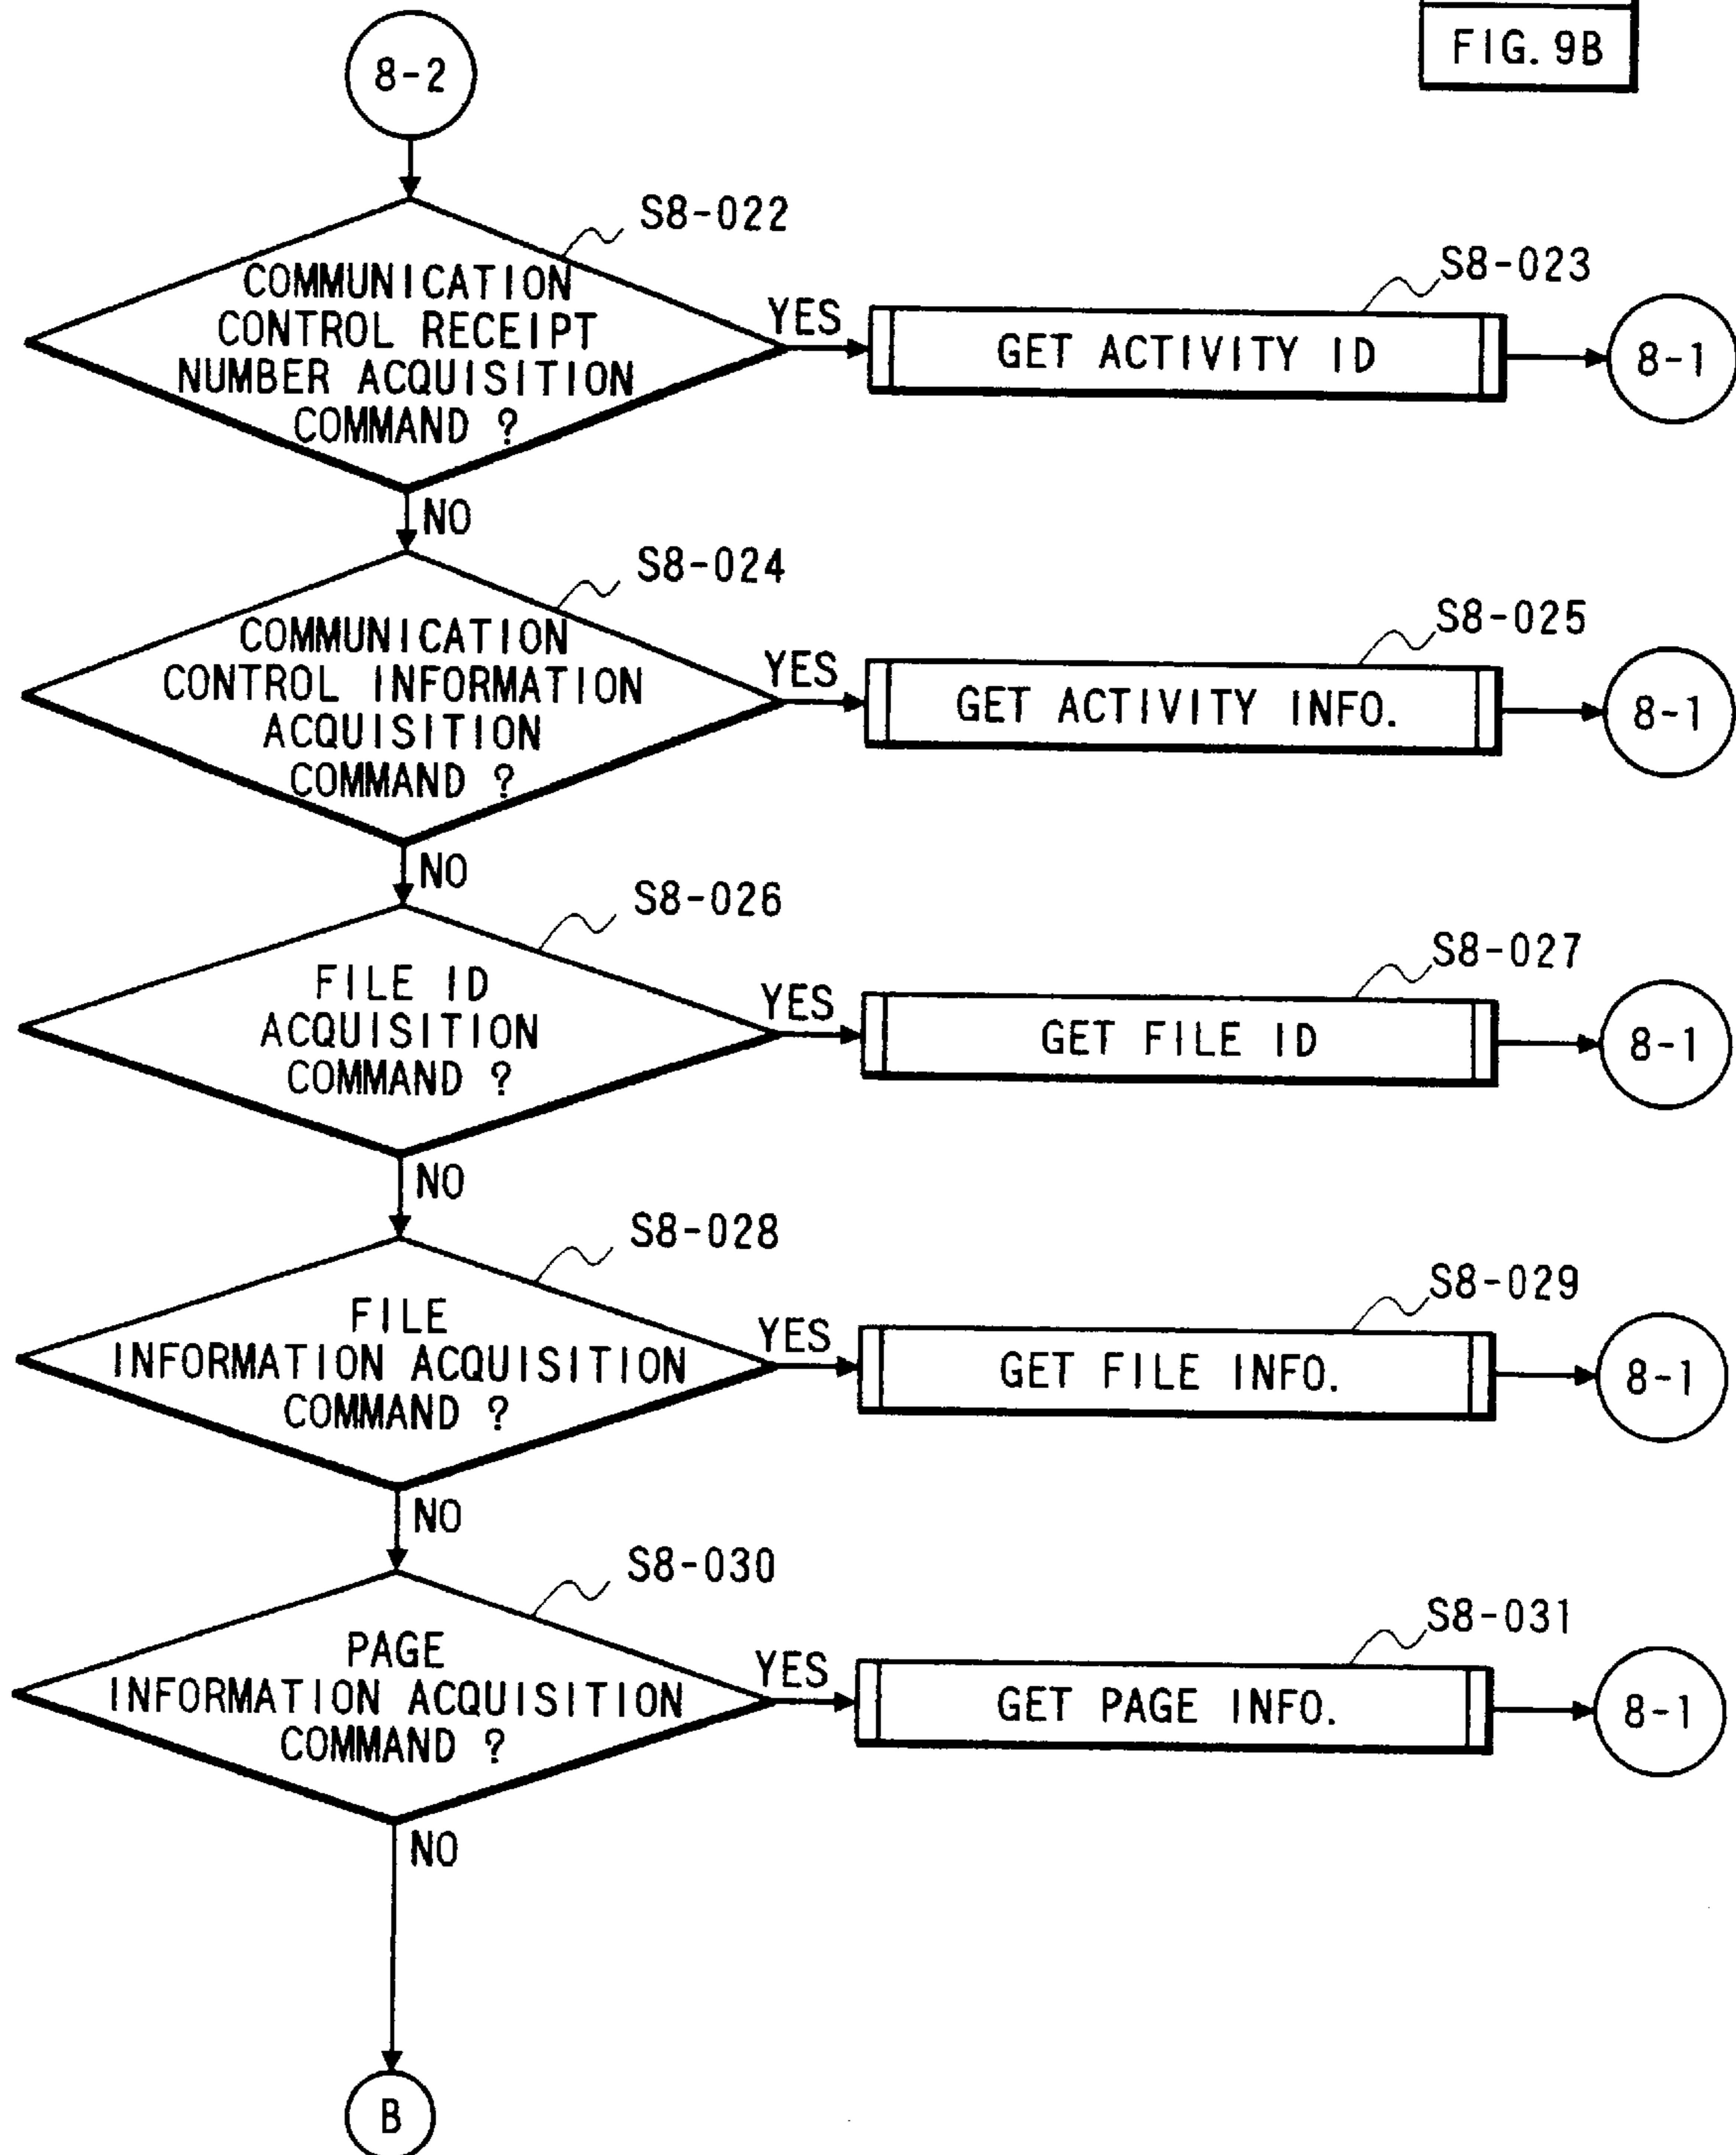 FIG. 9B
8-2
S8-022
COMMUNICATION
CONTROL RECEIPT
NUMBER ACQUISITION
COMMAND ?
YES
S8-023
GET ACTIVITY ID
8-1
NO
S8-024
COMMUNICATION
CONTROL INFORMATION
ACQUISITION
COMMAND ?
YES
S8-025
GET ACTIVITY INFO.
8-1
NO
S8-026
FILE ID
ACQUISITION
COMMAND ?
YES
S8-027
GET FILE ID
8-1
NO
S8-028
FILE
INFORMATION ACQUISITION
COMMAND ?
YES
S8-029
GET FILE INFO.
8-1
NO
S8-030
PAGE
INFORMATION ACQUISITION
COMMAND ?
YES
S8-031
GET PAGE INFO.
8-1
NO
B